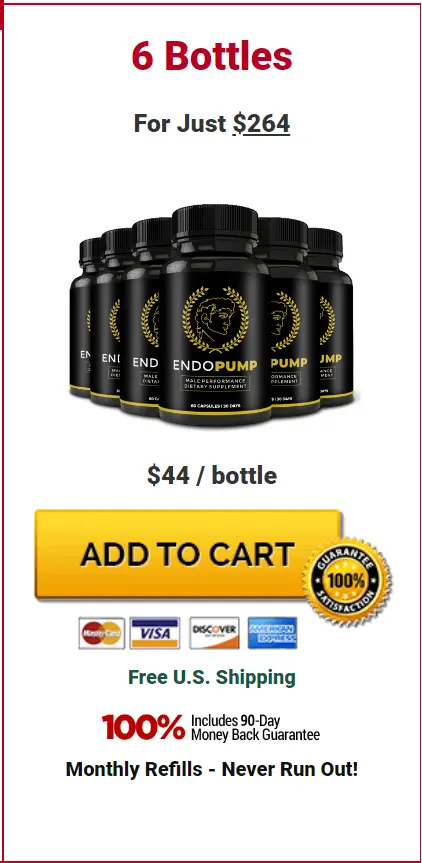 6 Bottles
For Just $264
ENDOPUMP
MALE PERFORMANCE
DIETARY SUPPLEMENT
60 CAPSULES | 30 DAYS
$44 / bottle
ADD TO CART
GUARANTEE
100%
SATISFACTION
MasterCard
VISA
DISCOVER
AMERICAN EXPRESS
Free U.S. Shipping
100% Includes 90-Day
Money Back Guarantee
Monthly Refills - Never Run Out!